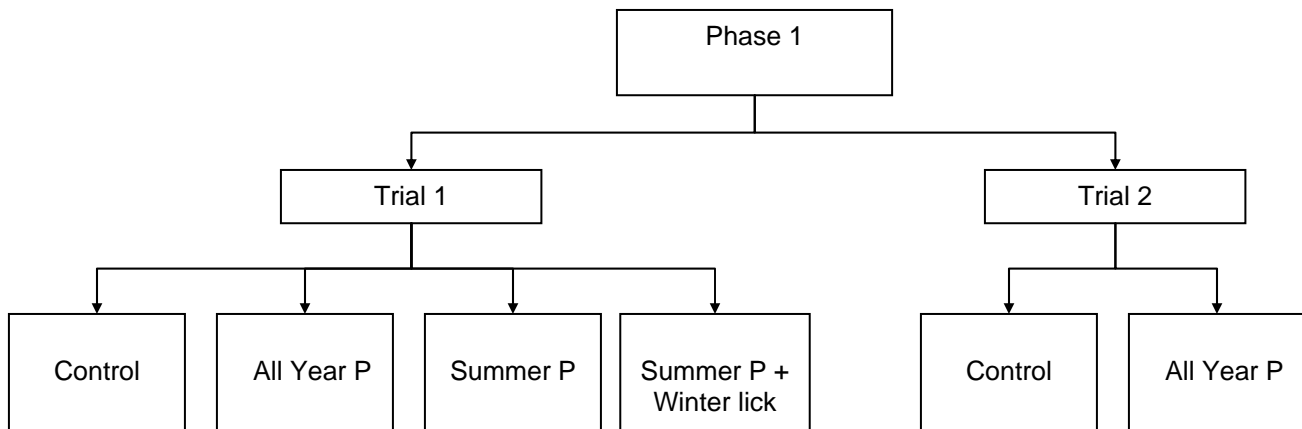 Phase 1
Trial 1
Trial 2
Control
All Year P
Summer P
Summer P +
Winter lick
Control
All Year P